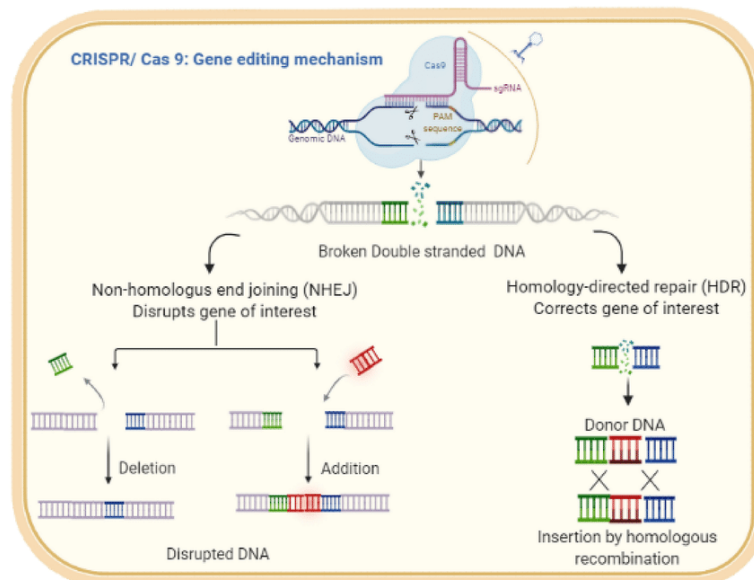 CRISPR/ Cas 9: Gene editing mechanism
Cas9
sgRNA
PAM
sequence
Genomic DNA
Broken Double stranded DNA
Non-homologus end joining (NHEJ)
Disrupts gene of interest
Homology-directed repair (HDR)
Corrects gene of interest
Donor DNA
Deletion
Addition
Insertion by homologous
recombination
Disrupted DNA